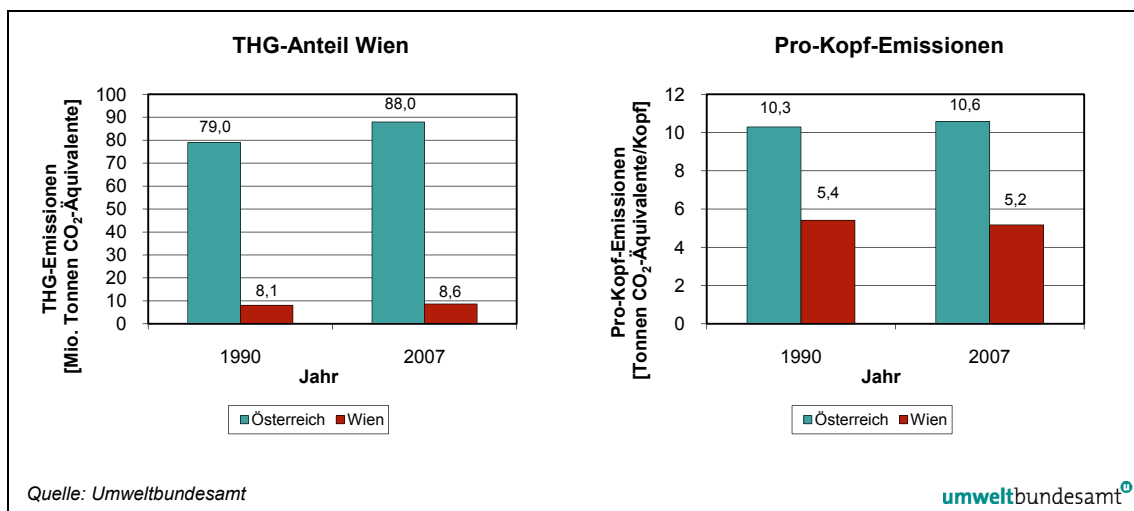 THG-Anteil Wien
THG-Emissionen
[Mio. Tonnen CO₂-Äquivalente]
100
90
80
70
60
50
40
30
20
10
0
79,0
8,1
88,0
8,6
1990
2007
Jahr
Österreich
Wien
Pro-Kopf-Emissionen
Pro-Kopf-Emissionen
[Tonnen CO₂-Äquivalente/Kopf]
12
10
8
6
4
2
0
10,3
5,4
10,6
5,2
1990
2007
Jahr
Österreich
Wien
Quelle: Umweltbundesamt
umweltbundesamt u